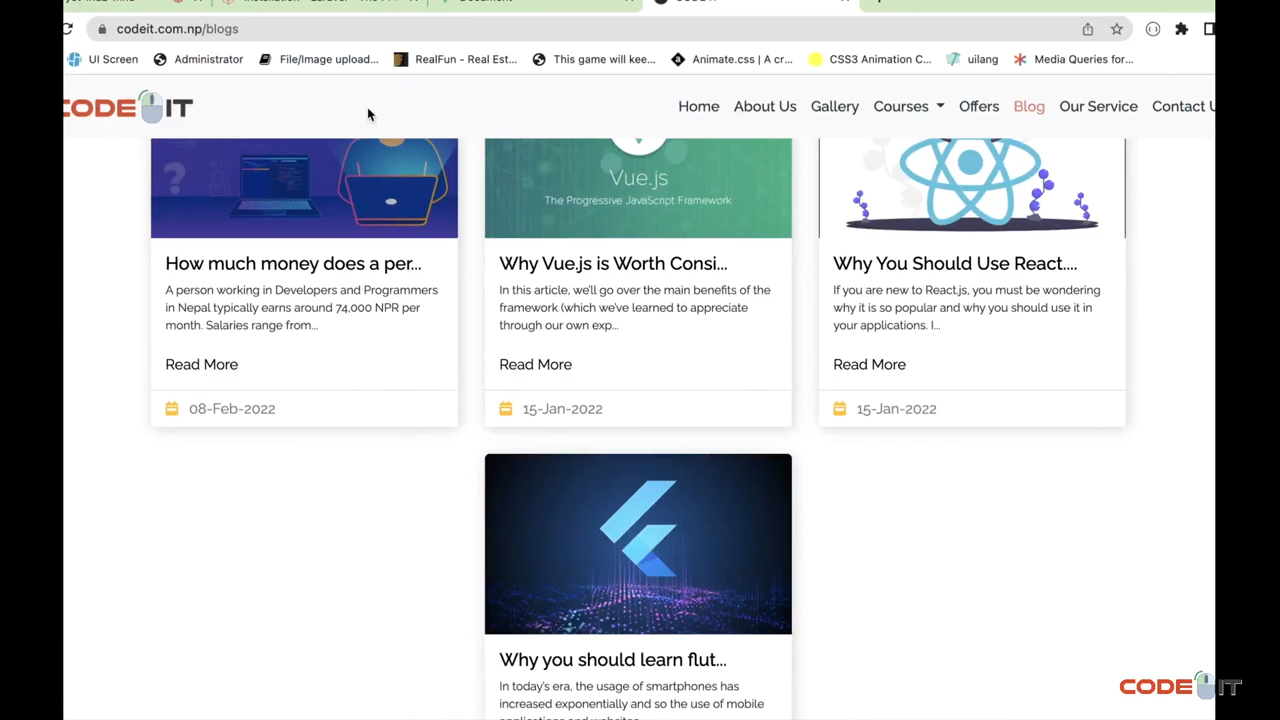 codeit.com.np/blogs
UI Screen
Administrator
File/Image upload...
RealFun - Real Est...
This game will kee...
Animate.css | A cr...
CSS3 Animation C...
uilang
Media Queries for...
CODE IT
Home
About Us
Gallery
Courses
Offers
Blog
Our Service
Contact U
Vue.js
The Progressive JavaScript Framework
How much money does a per...
A person working in Developers and Programmers
in Nepal typically earns around 74,000 NPR per
month. Salaries range from...
Read More
08-Feb-2022
Why Vue.js is Worth Consi...
In this article, we'll go over the main benefits of the
framework (which we've learned to appreciate
through our own exp...
Read More
15-Jan-2022
Why You Should Use React....
If you are new to React.js, you must be wondering
why it is so popular and why you should use it in
your applications. I...
Read More
15-Jan-2022
Why you should learn flut...
In today's era, the usage of smartphones has
increased exponentially and so the use of mobile
CODE IT